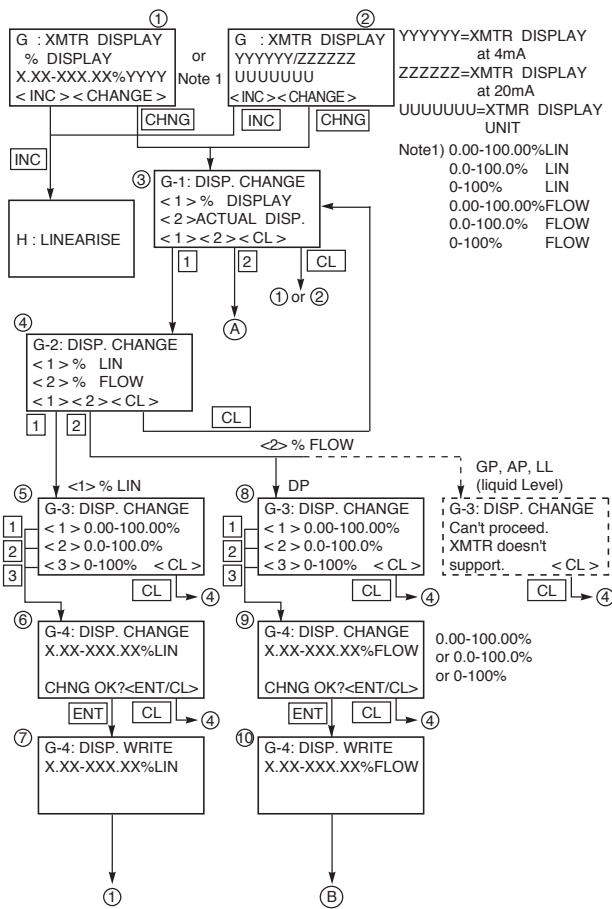 ①
G : XMTR DISPLAY
% DISPLAY
X.XX-XXX.XX%YYYY
< INC > < CHANGE >
or
Note 1
②
G : XMTR DISPLAY
YYYYYY/ZZZZZZ
UUUUUUU
< INC > < CHANGE >
YYYYYY=XMTR DISPLAY
at 4mA
ZZZZZZ=XMTR DISPLAY
at 20mA
UUUUUUU=XTMR DISPLAY
UNIT
Note1) 0.00-100.00%LIN
0.0-100.0% LIN
0-100% LIN
0.00-100.00%FLOW
0.0-100.0% FLOW
0-100% FLOW
CHNG
INC
CHNG
INC
H : LINEARISE
③
G-1: DISP. CHANGE
< 1 > % DISPLAY
< 2 >ACTUAL DISP.
< 1 > < 2 > < CL >
1
2
CL
① or ②
A
④
G-2: DISP. CHANGE
< 1 > % LIN
< 2 > % FLOW
< 1 > < 2 > < CL >
1
2
CL
<2> % FLOW
<1> % LIN
DP
GP, AP, LL
(liquid Level)
⑤
G-3: DISP. CHANGE
< 1 > 0.00-100.00%
< 2 > 0.0-100.0%
< 3 > 0-100% < CL >
1
2
3
CL
④
⑧
G-3: DISP. CHANGE
< 1 > 0.00-100.00%
< 2 > 0.0-100.0%
< 3 > 0-100% < CL >
1
2
3
CL
④
G-3: DISP. CHANGE
Can't proceed.
XMTR doesn't
support. < CL >
CL
④
⑥
G-4: DISP. CHANGE
X.XX-XXX.XX%LIN
CHNG OK?<ENT/CL>
ENT
CL
④
⑨
G-4: DISP. CHANGE
X.XX-XXX.XX%FLOW
CHNG OK?<ENT/CL>
ENT
CL
④
0.00-100.00%
or 0.0-100.0%
or 0-100%
⑦
G-4: DISP. WRITE
X.XX-XXX.XX%LIN
①
⑩
G-4: DISP. WRITE
X.XX-XXX.XX%FLOW
B